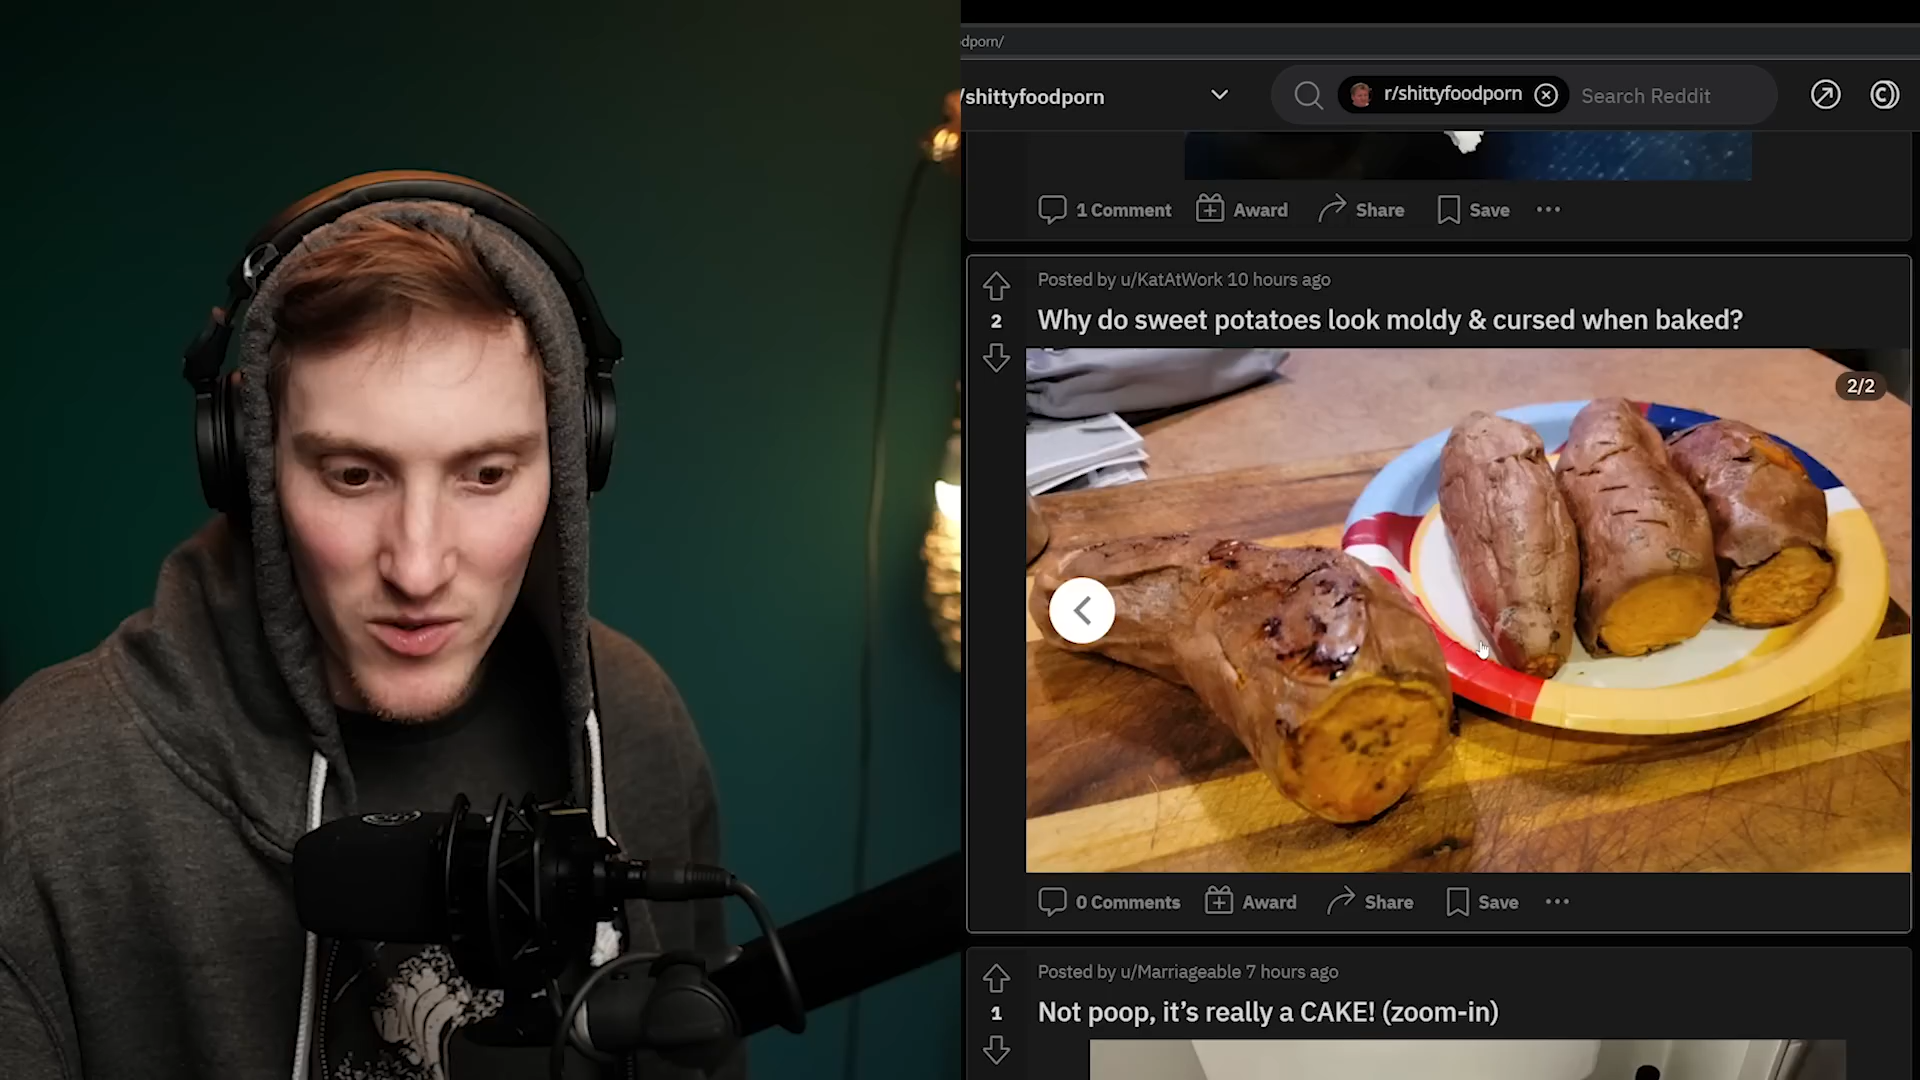 dporn/
/shittyfoodporn
r/shittyfoodporn
Search Reddit
1 Comment
Award
Share
Save
Posted by u/KatAtWork 10 hours ago
Why do sweet potatoes look moldy & cursed when baked?
2
2/2
0 Comments
Award
Share
Save
Posted by u/Marriageable 7 hours ago
Not poop, it's really a CAKE! (zoom-in)
1